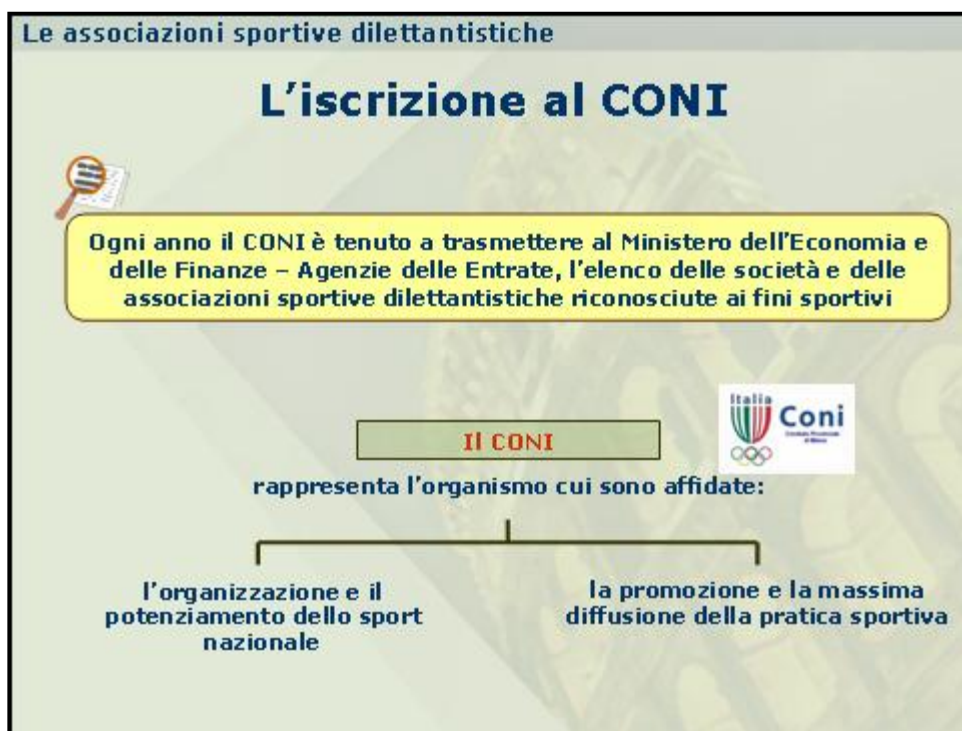 Le associazioni sportive dilettantistiche
L'iscrizione al CONI
Ogni anno il CONI è tenuto a trasmettere al Ministero dell'Economia e
delle Finanze – Agenzie delle Entrate, l'elenco delle società e delle
associazioni sportive dilettantistiche riconosciute ai fini sportivi
Italia
Coni
Il CONI
rappresenta l'organismo cui sono affidate:
l'organizzazione e il
potenziamento dello sport
nazionale
la promozione e la massima
diffusione della pratica sportiva